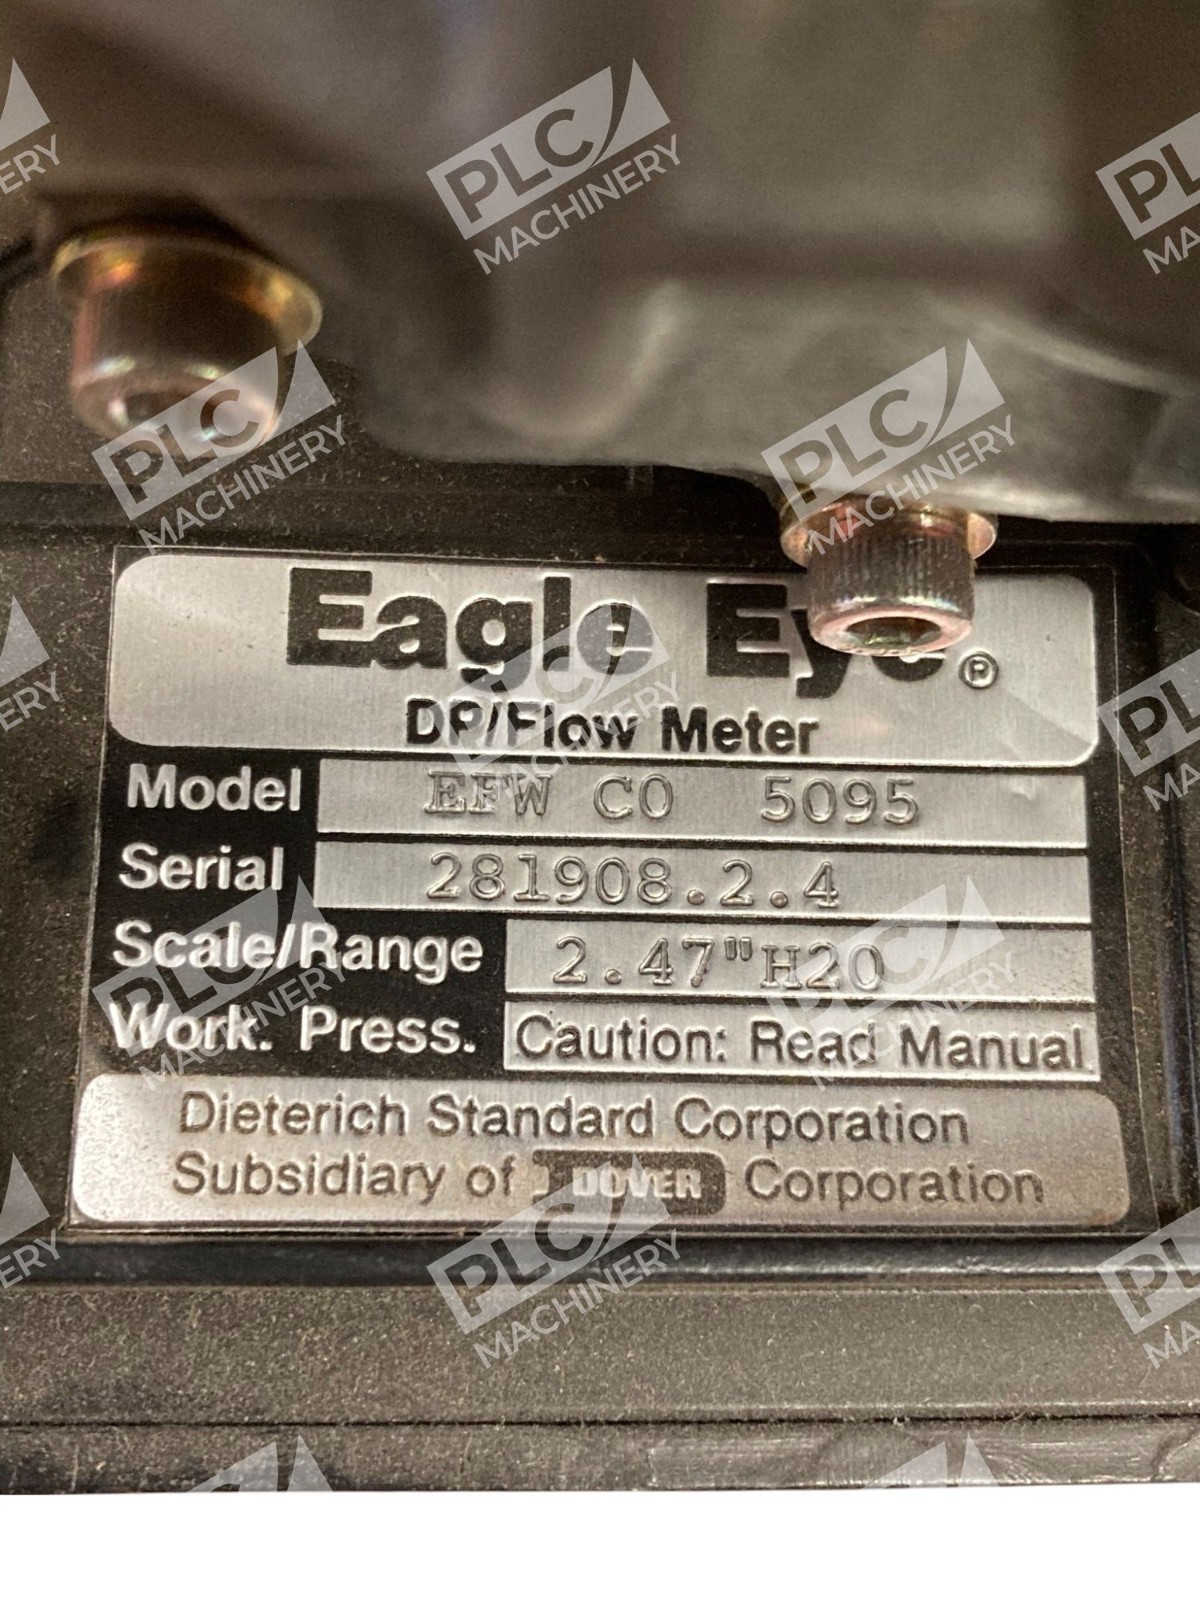 Eagle Eye®
DP/Flow Meter
Model EFW C0 5095
Serial 281908.2.4
Scale/Range 2.47"H20
Work. Press. Caution: Read Manual.
Dieterich Standard Corporation
Subsidiary of DOVER Corporation
PLC
MACHINERY